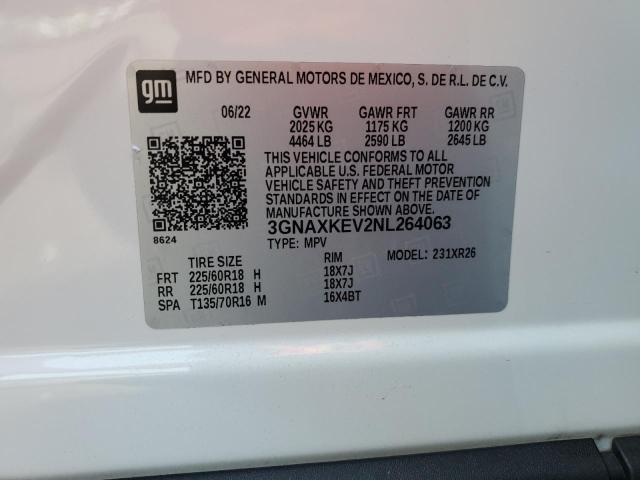 gm
MFD BY GENERAL MOTORS DE MEXICO, S. DE R.L. DE C.V.
06/22 GVWR GAWR FRT GAWR RR
2025 KG 1175 KG 1200 KG
4464 LB 2590 LB 2645 LB
THIS VEHICLE CONFORMS TO ALL
APPLICABLE U.S. FEDERAL MOTOR
VEHICLE SAFETY AND THEFT PREVENTION
STANDARDS IN EFFECT ON THE DATE OF
MANUFACTURE SHOWN ABOVE.
3GNAXKEV2NL264063
8624
TYPE: MPV
TIRE SIZE RIM MODEL: 231XR26
FRT 225/60R18 H 18X7J
RR 225/60R18 H 18X7J
SPA T135/70R16 M 16X4BT